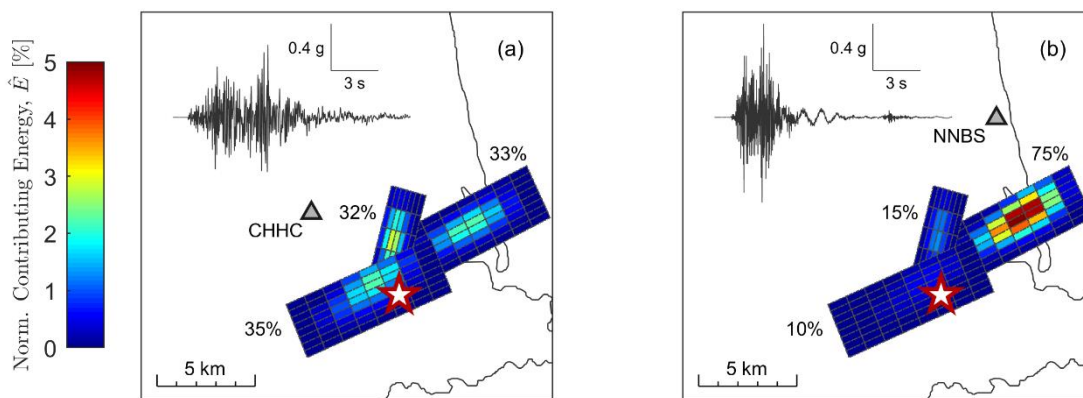 Norm. Contributing Energy, Ê [%]
5
4
3
2
1
0
(a)
0.4 g
3 s
33%
32%
CHHC
35%
5 km
(b)
0.4 g
3 s
NNBS
75%
15%
10%
5 km